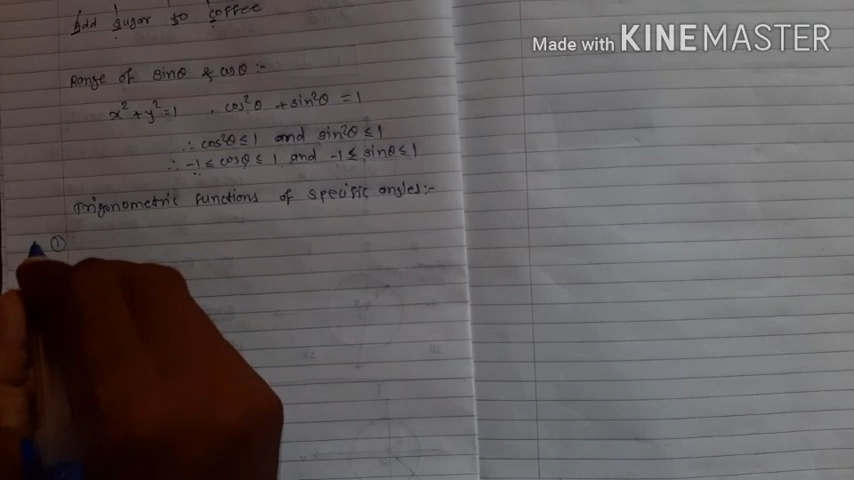 Add sugar to coffee
Made with KINEMASTER
Range of sinθ & cosθ :-
x² + y² = 1 , cos²θ + sin²θ = 1
∴ cos²θ ≤ 1 and sin²θ ≤ 1
∴ -1 ≤ cosθ ≤ 1 and -1 ≤ sinθ ≤ 1
Trigonometric functions of specific angles :-
①